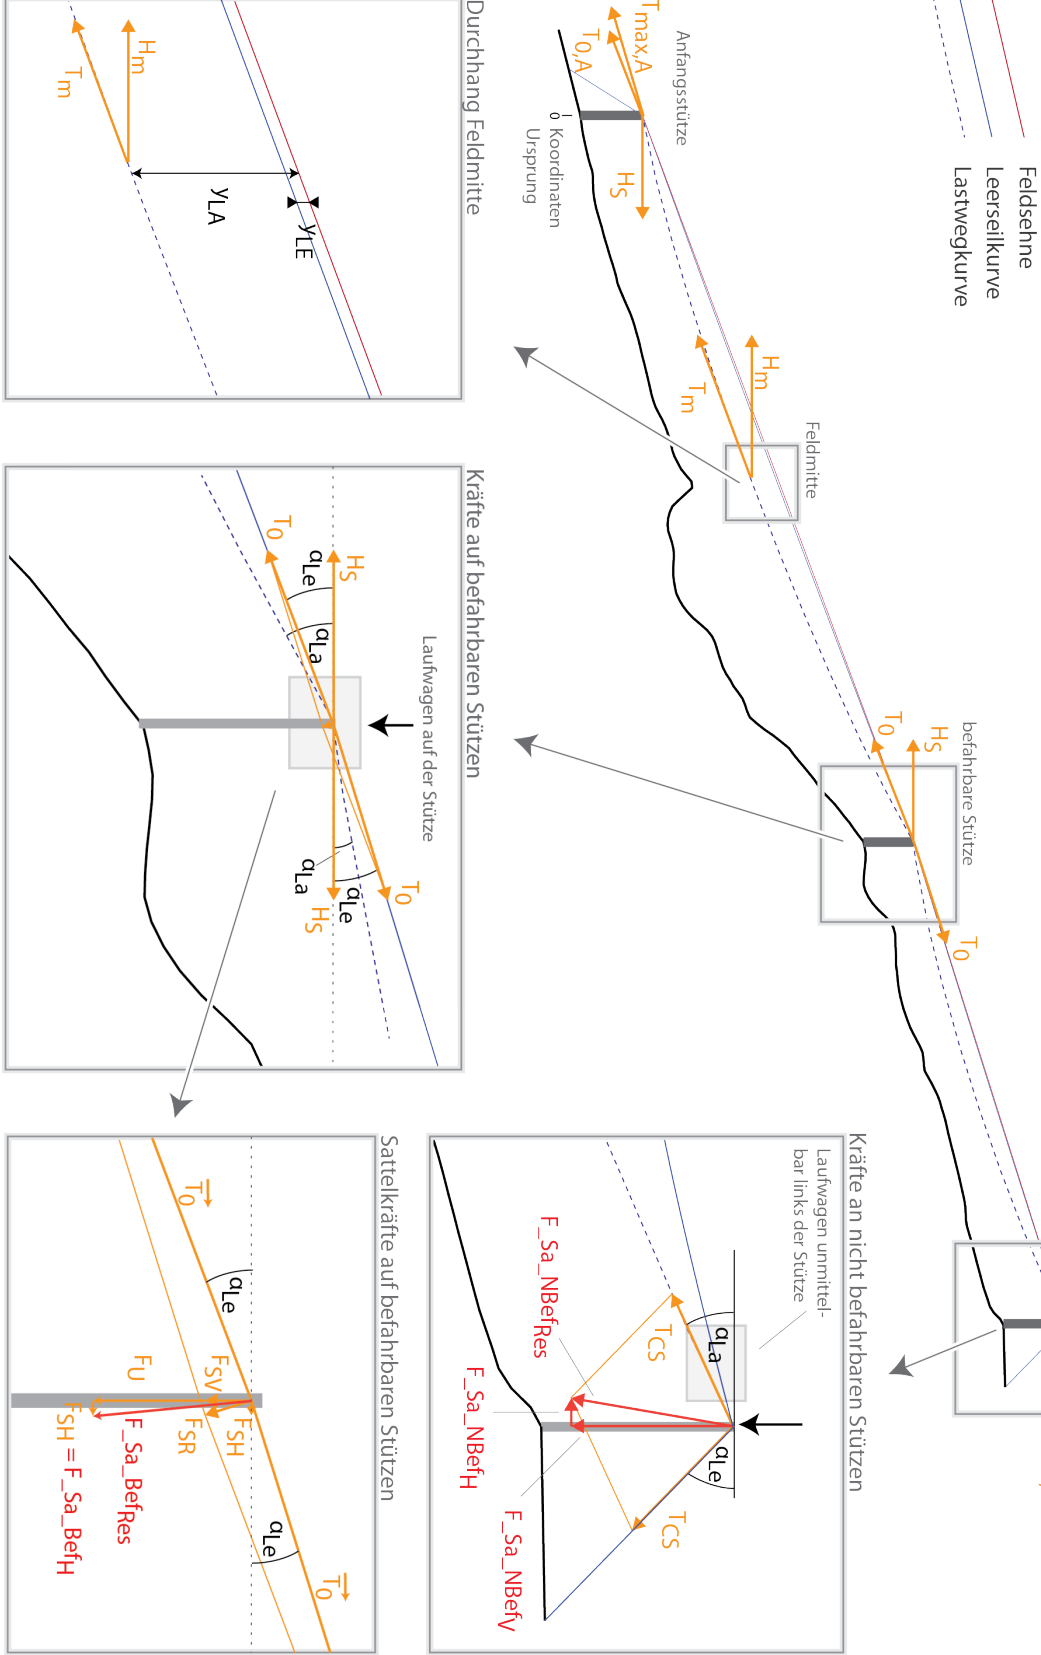 Feldsehne
Leerseilkurve
Lastwegkurve
Anfangsstütze
Tmax,A
T0,A
HS
0
Koordinaten
Ursprung
Hm
Tm
Feldmitte
befahrbare Stütze
HS
T0
T0
Durchhang Feldmitte
Hm
Tm
yLA
yLE
Kräfte auf befahrbaren Stützen
Laufwagen auf der Stütze
HS
T0
αLe
αLa
T0
αLe
αLa
HS
Kräfte an nicht befahrbaren Stützen
Laufwagen unmittel-
bar links der Stütze
αLa
TCS
αLe
TCS
F_Sa_NBefRes
F_Sa_NBefH
F_Sa_NBefV
Sattelkräfte auf befahrbaren Stützen
T0
αLe
FSV
FSH
FU
FSR
αLe
T0
F_Sa_BefRes
FSH = F_Sa_BefH